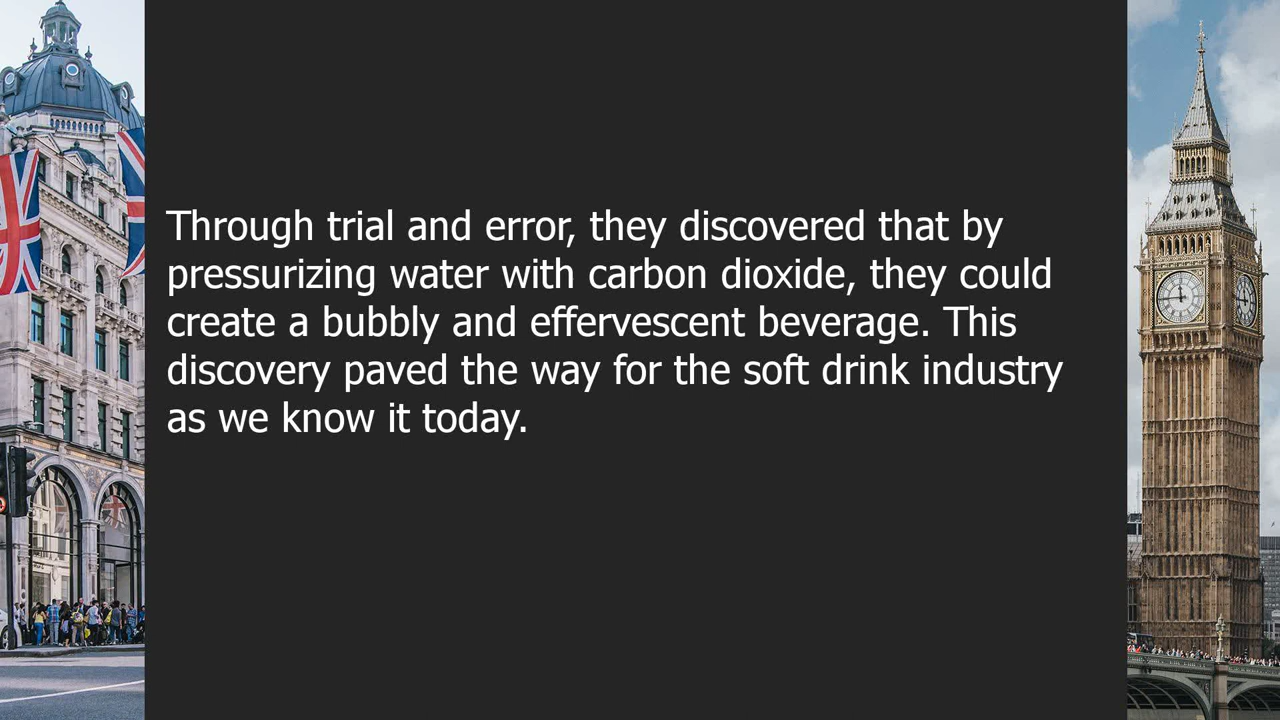 Through trial and error, they discovered that by
pressurizing water with carbon dioxide, they could
create a bubbly and effervescent beverage. This
discovery paved the way for the soft drink industry
as we know it today.